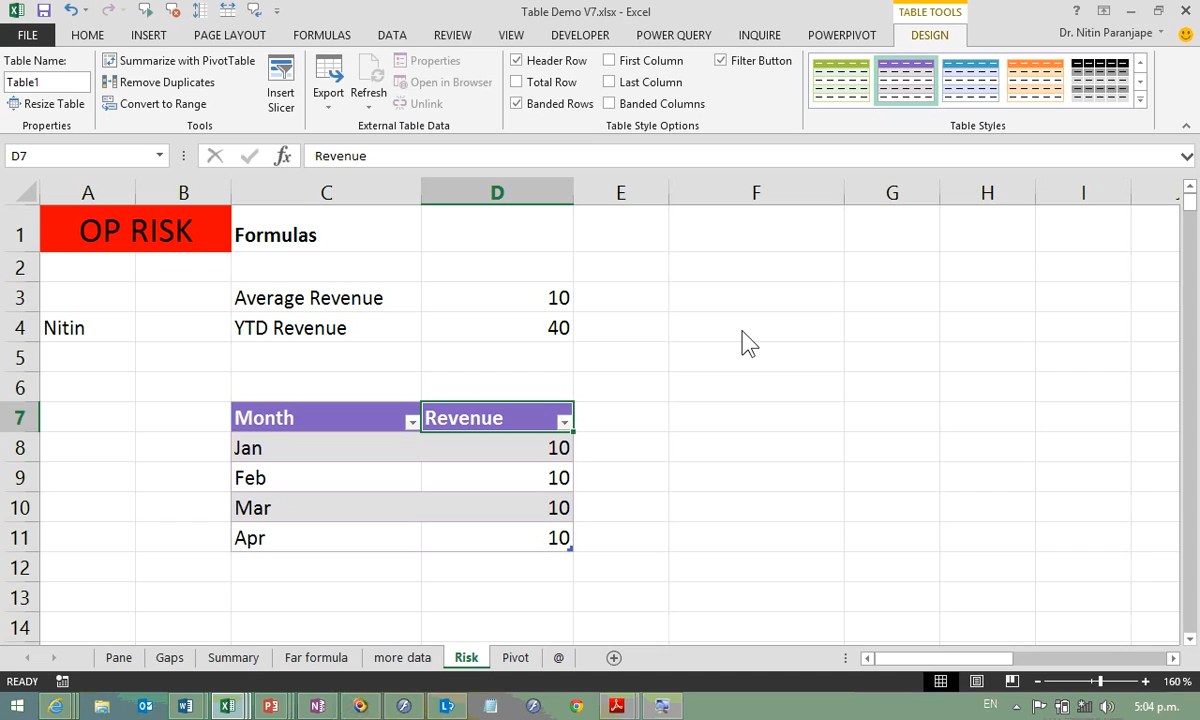 Table Demo V7.xlsx - Excel
TABLE TOOLS
?
FILE
HOME
INSERT
PAGE LAYOUT
FORMULAS
DATA
REVIEW
VIEW
DEVELOPER
POWER QUERY
INQUIRE
POWERPIVOT
DESIGN
Dr. Nitin Paranjape
Table Name:
Table1
Resize Table
Properties
Summarize with PivotTable
Remove Duplicates
Convert to Range
Tools
Insert
Slicer
Export
Refresh
Properties
Open in Browser
Unlink
External Table Data
Header Row
Total Row
Banded Rows
First Column
Last Column
Banded Columns
Filter Button
Table Style Options
Table Styles
D7
fx
Revenue
A B C D E F G H I
1 OP RISK Formulas
2
3 Average Revenue 10
4 Nitin YTD Revenue 40
5
6
7 Month Revenue
8 Jan 10
9 Feb 10
10 Mar 10
11 Apr 10
12
13
14
Pane Gaps Summary Far formula more data Risk Pivot @
READY
160 %
EN
5:04 p.m.